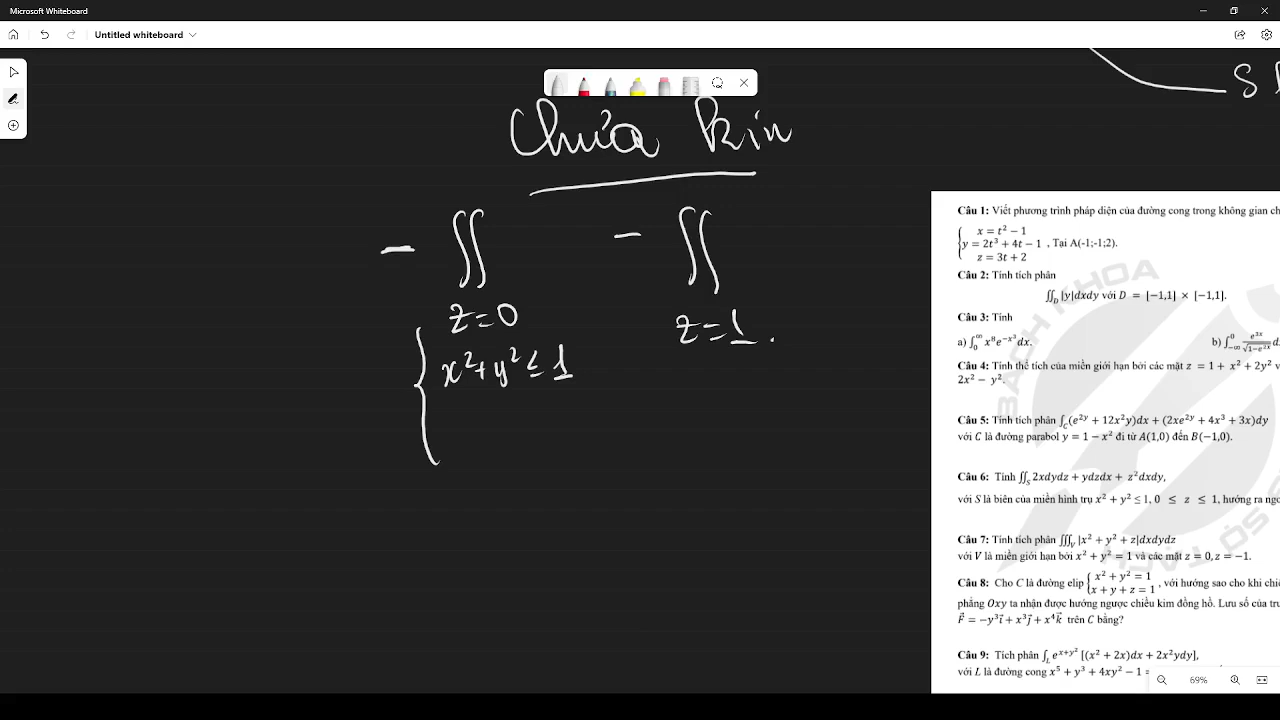 Microsoft Whiteboard
Untitled whiteboard
Chưa kín
- ∬ - ∬
z=0 z=1.
x²+y² ≤ 1
Câu 1: Viết phương trình pháp diện của đường cong trong không gian
x = t² − 1
y = 2t³ + 4t − 1 , Tại A(-1;-1;2).
z = 3t + 2
Câu 2: Tính tích phân
∬_D |y|dxdy với D = [−1,1] × [−1,1].
Câu 3: Tính
a) ∫₀^∞ x⁸e^{−x³}dx. b) ∫_{−∞}^0 e^{3x}/√(1−e^{2x})
Câu 4: Tính thể tích của miền giới hạn bởi các mặt z = 1 + x² + 2y²
2x² − y².
Câu 5: Tính tích phân ∫_C(e^{2y} + 12x²y)dx + (2xe^{2y} + 4x³ + 3x)dy
với C là đường parabol y = 1 − x² đi từ A(1,0) đến B(−1,0).
Câu 6: Tính ∬_S 2xdydz + ydzdx + z²dxdy,
với S là biên của miền hình trụ x² + y² ≤ 1, 0 ≤ z ≤ 1, hướng ra
Câu 7: Tính tích phân ∭_V |x² + y² + z|dxdydz
với V là miền giới hạn bởi x² + y² = 1 và các mặt z = 0, z = −1.
Câu 8: Cho C là đường elip { x² + y² = 1
x + y + z = 1 , với hướng sao cho khi
phẳng Oxy ta nhận được hướng ngược chiều kim đồng hồ. Lưu số của
F⃗ = −y³i⃗ + x³j⃗ + x⁴k⃗ trên C bằng?
Câu 9: Tích phân ∫_L e^{x+y²} [(x² + 2x)dx + 2x²ydy],
với L là đường cong x⁵ + y³ + 4xy² − 1 =
69%
BACH KHOA